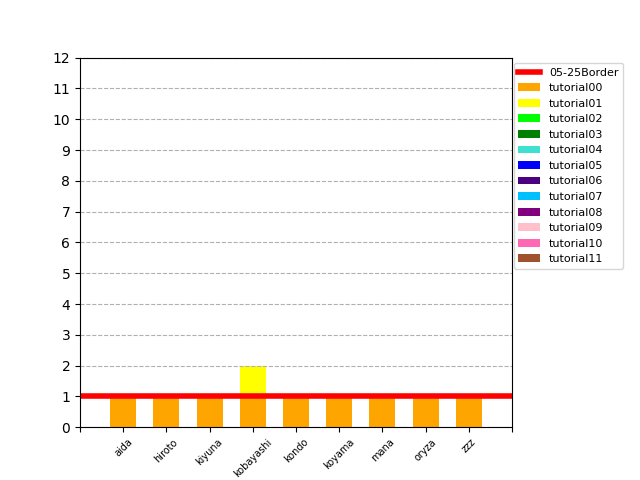 12
11
10
9
8
7
6
5
4
3
2
1
0
aida
hiroto
kiyuna
kobayashi
kondo
koyama
mana
oryza
zzz
05-25Border
tutorial00
tutorial01
tutorial02
tutorial03
tutorial04
tutorial05
tutorial06
tutorial07
tutorial08
tutorial09
tutorial10
tutorial11